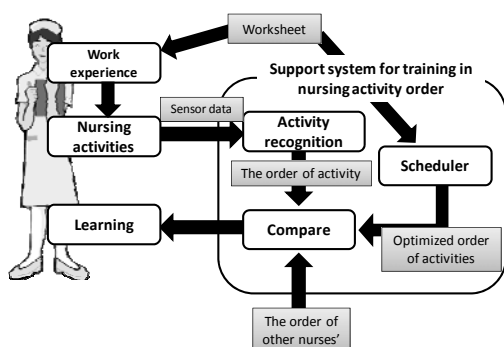 Worksheet
Work
experience
Support system for training in
nursing activity order
Sensor data
Nursing
activities
Activity
recognition
Scheduler
The order of activity
Learning
Compare
Optimized order
of activities
The order of
other nurses'